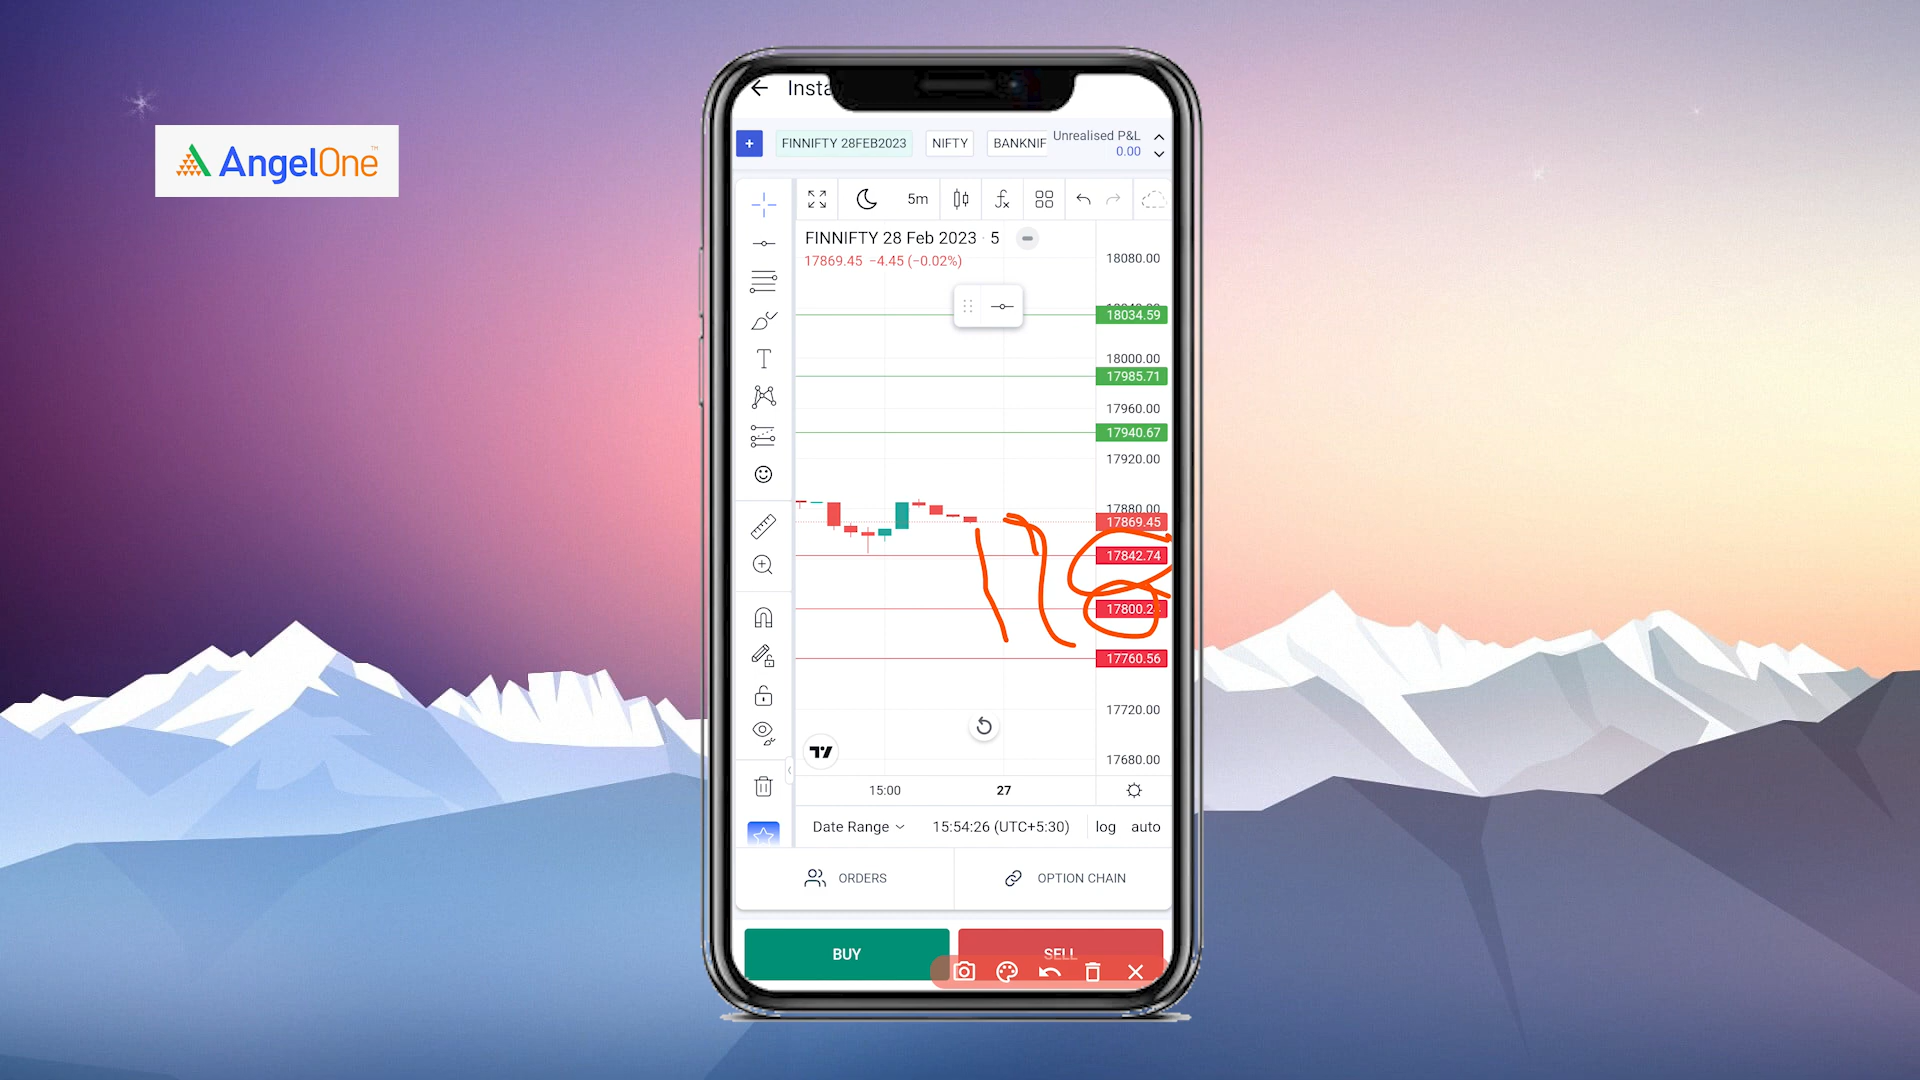 AngelOne™
Insta
FINNIFTY 28FEB2023 NIFTY BANKNIF Unrealised P&L
0.00
5m
FINNIFTY 28 Feb 2023 · 5
17869.45 −4.45 (−0.02%)
18080.00
18034.59
18000.00
17985.71
17960.00
17940.67
17920.00
17880.00
17869.45
17842.74
17800.24
17760.56
17720.00
17680.00
15:00 27
Date Range 15:54:26 (UTC+5:30) log auto
ORDERS OPTION CHAIN
BUY SELL